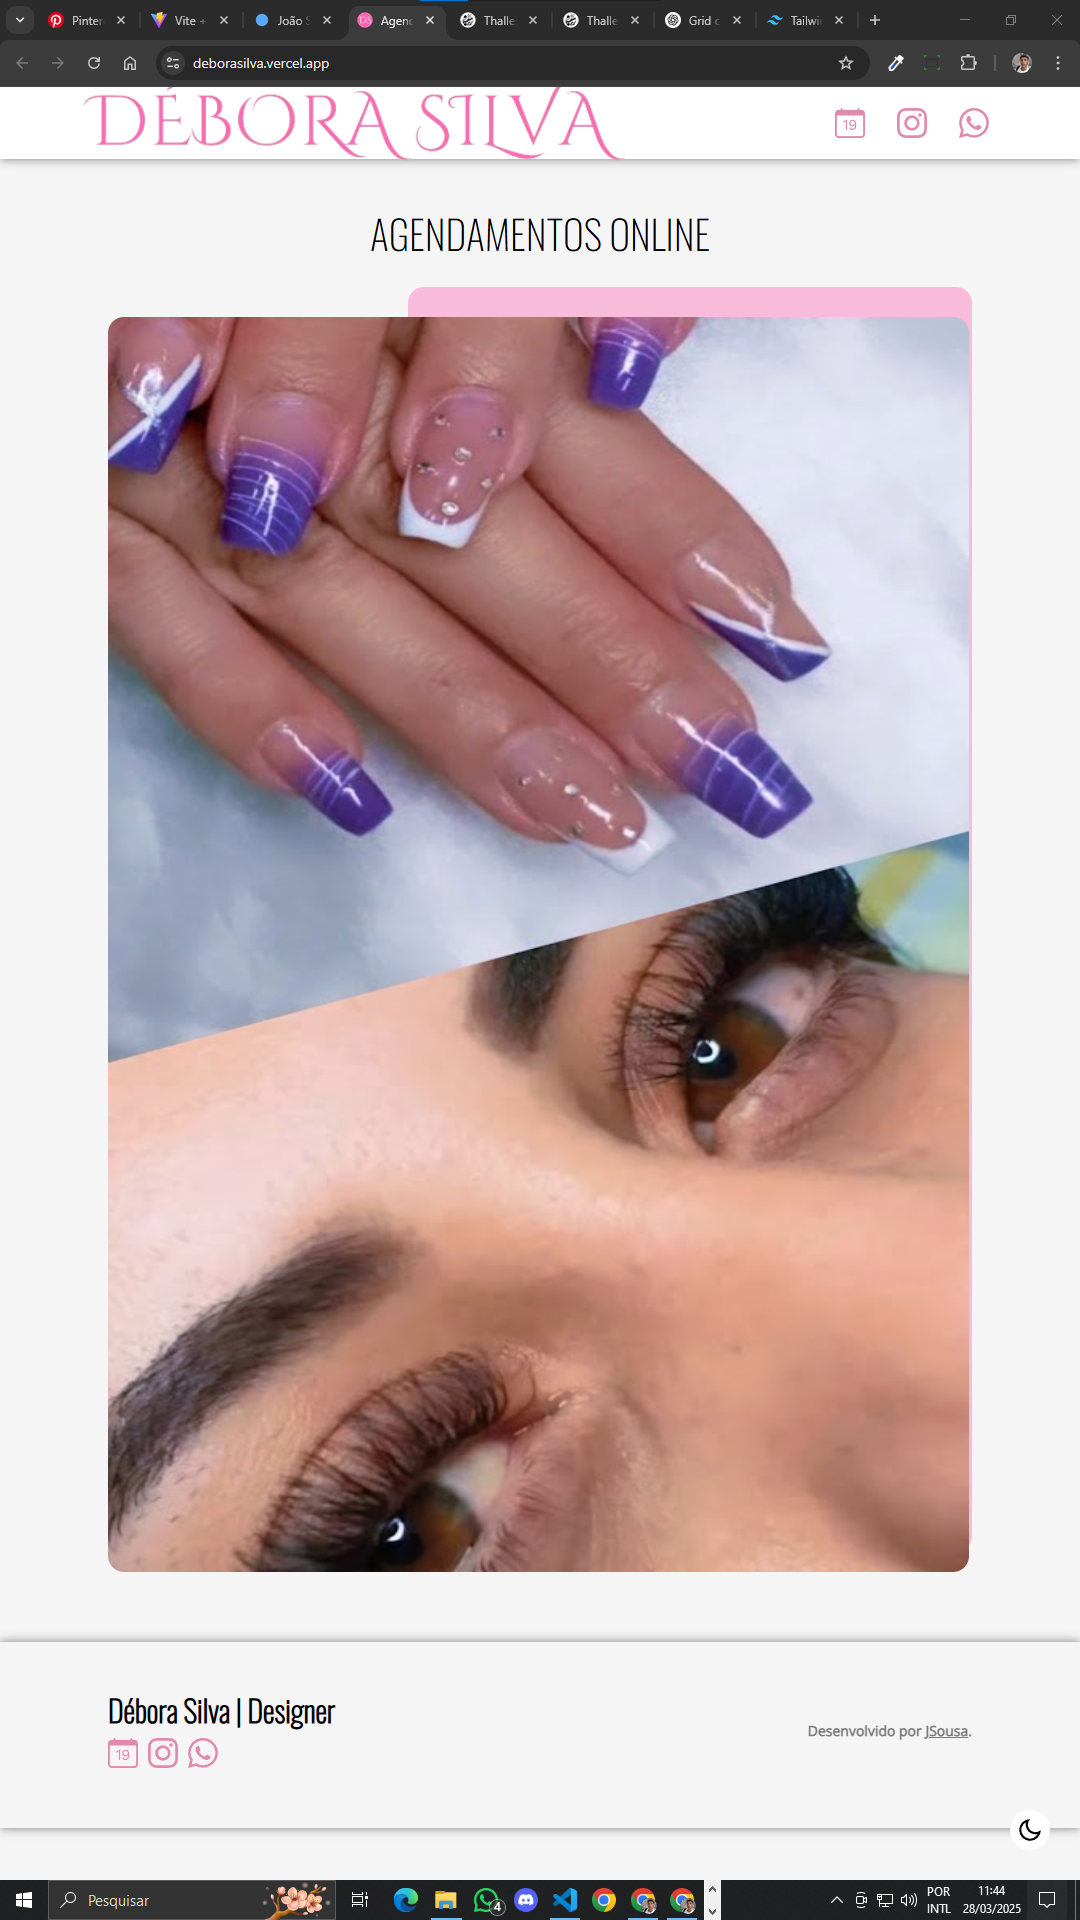 Pinter
Vite +
João S
Agend
Thalle
Thalle
Grid c
Tailwi
deborasilva.vercel.app
DÉBORA SILVA
19
AGENDAMENTOS ONLINE
Débora Silva | Designer
19
Desenvolvido por JSousa.
Pesquisar
4
POR
INTL
11:44
28/03/2025